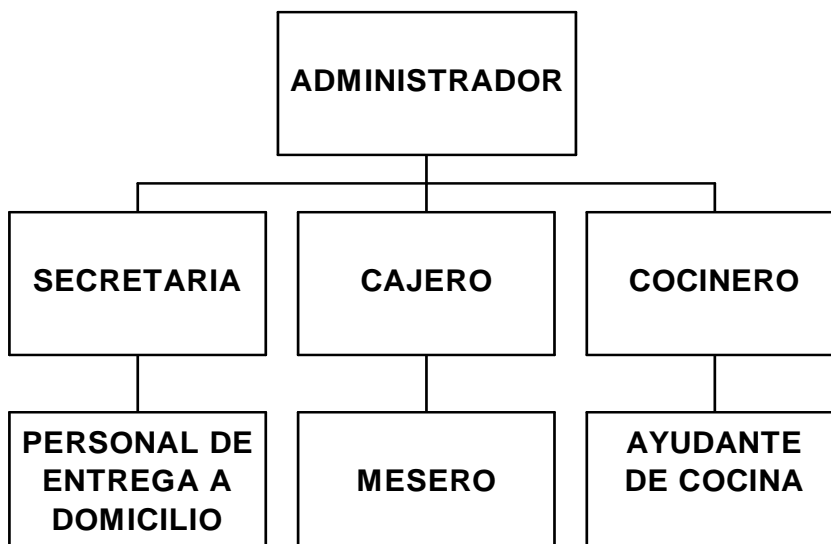 ADMINISTRADOR
SECRETARIA
CAJERO
COCINERO
PERSONAL DE
ENTREGA A
DOMICILIO
MESERO
AYUDANTE
DE COCINA